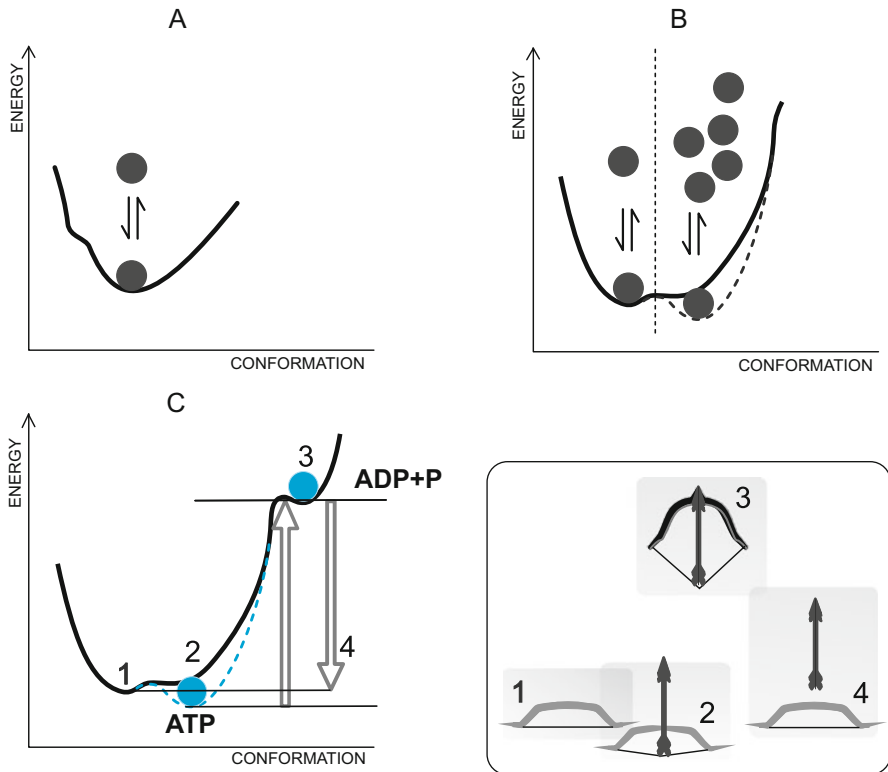 A
ENERGY
CONFORMATION
B
ENERGY
CONFORMATION
C
ENERGY
3
ADP+P
4
2
1
ATP
CONFORMATION
3
1
2
4